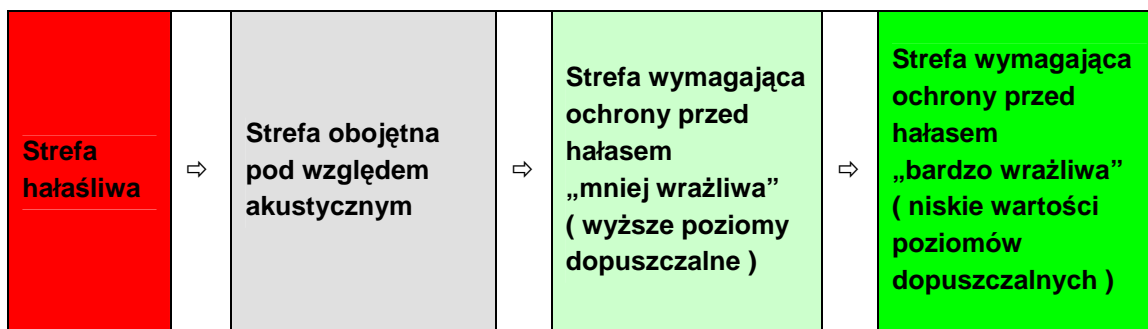 Strefa
hałaśliwa
⇨
Strefa obojętna
pod względem
akustycznym
⇨
Strefa wymagająca
ochrony przed
hałasem
„mniej wrażliwa”
( wyższe poziomy
dopuszczalne )
⇨
Strefa wymagająca
ochrony przed
hałasem
„bardzo wrażliwa”
( niskie wartości
poziomów
dopuszczalnych )